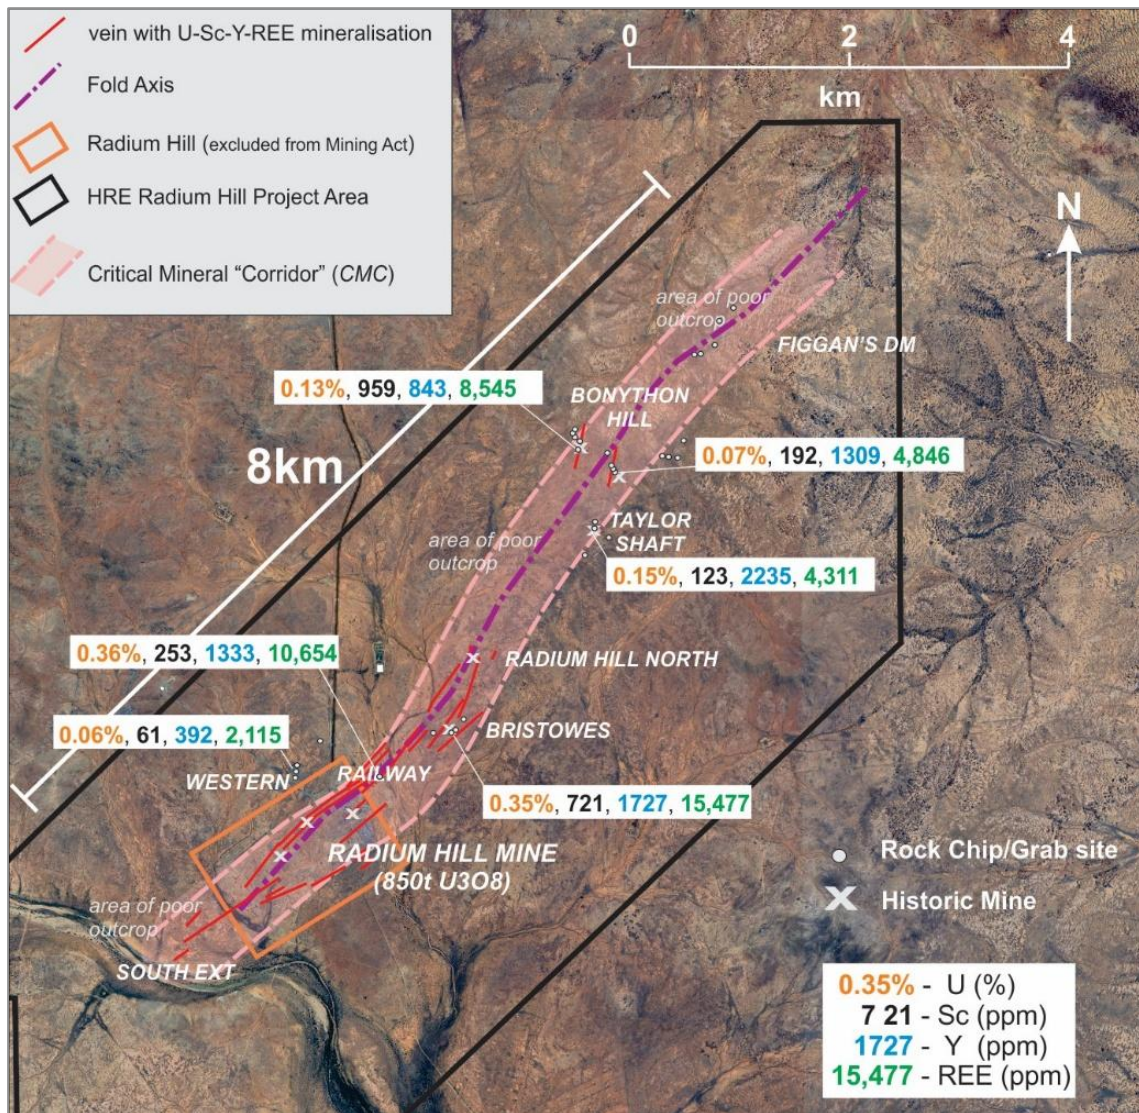 vein with U-Sc-Y-REE mineralisation
Fold Axis
Radium Hill (excluded from Mining Act)
HRE Radium Hill Project Area
Critical Mineral "Corridor" (CMC)
0 2 4
km
N
area of poor
outcrop
FIGGAN'S DM
0.13%, 959, 843, 8,545
BONYTHON
HILL
0.07%, 192, 1309, 4,846
8km
area of poor
outcrop
TAYLOR
SHAFT
0.15%, 123, 2235, 4,311
0.36%, 253, 1333, 10,654
RADIUM HILL NORTH
0.06%, 61, 392, 2,115
BRISTOWES
WESTERN
RAILWAY
0.35%, 721, 1727, 15,477
RADIUM HILL MINE
(850t U3O8)
Rock Chip/Grab site
Historic Mine
area of poor
outcrop
SOUTH EXT
0.35% - U (%)
7 21 - Sc (ppm)
1727 - Y (ppm)
15,477 - REE (ppm)